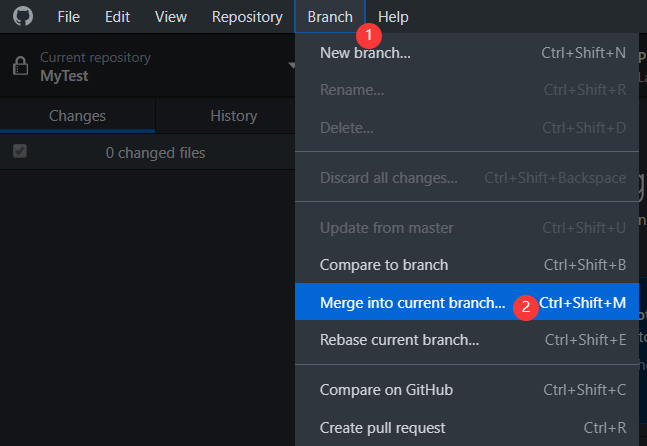 File Edit View Repository Branch Help
1
Current repository
MyTest
Changes History
0 changed files
New branch... Ctrl+Shift+N
Rename... Ctrl+Shift+R
Delete... Ctrl+Shift+D
Discard all changes... Ctrl+Shift+Backspace
Update from master Ctrl+Shift+U
Compare to branch Ctrl+Shift+B
Merge into current branch... 2 Ctrl+Shift+M
Rebase current branch... Ctrl+Shift+E
Compare on GitHub Ctrl+Shift+C
Create pull request Ctrl+R